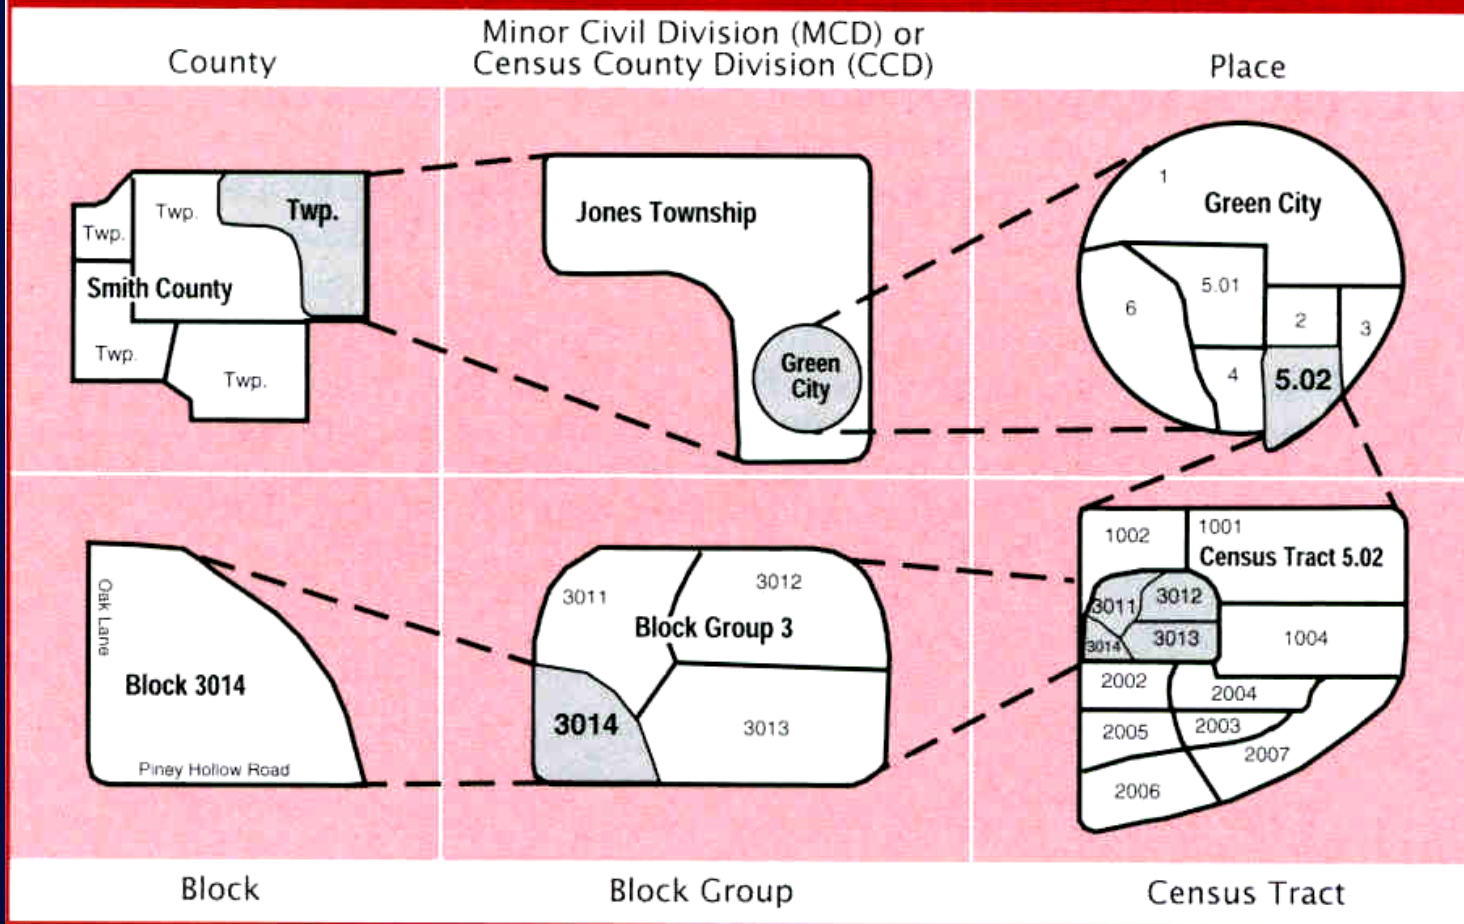 County
Minor Civil Division (MCD) or
Census County Division (CCD)
Place
Twp.
Twp.
Twp.
Smith County
Twp.
Twp.
Jones Township
Green
City
1
Green City
5.01
6
2
3
4
5.02
Oak Lane
Block 3014
Piney Hollow Road
3011
3012
Block Group 3
3014
3013
1002
1001
Census Tract 5.02
3011
3012
3014
3013
1004
2002
2004
2005
2003
2007
2006
Block
Block Group
Census Tract